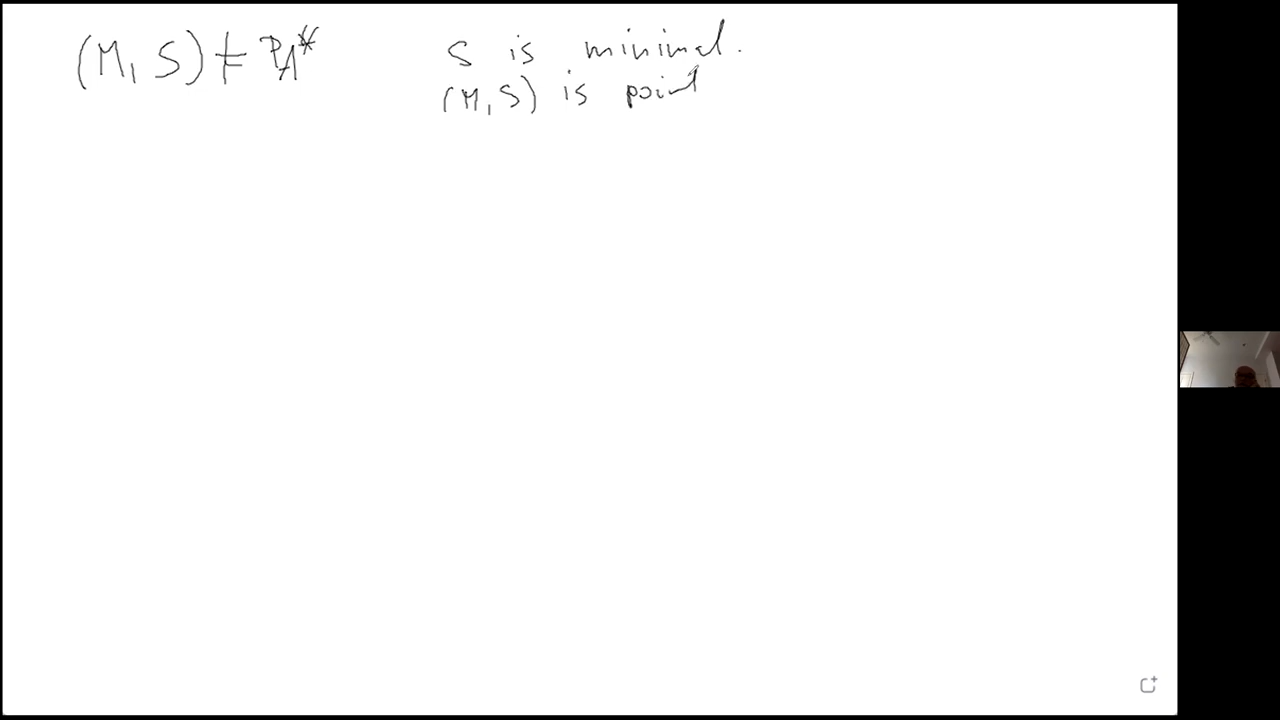 (M, S) ⊨ PA*
S is minimal.
(M, S) is point